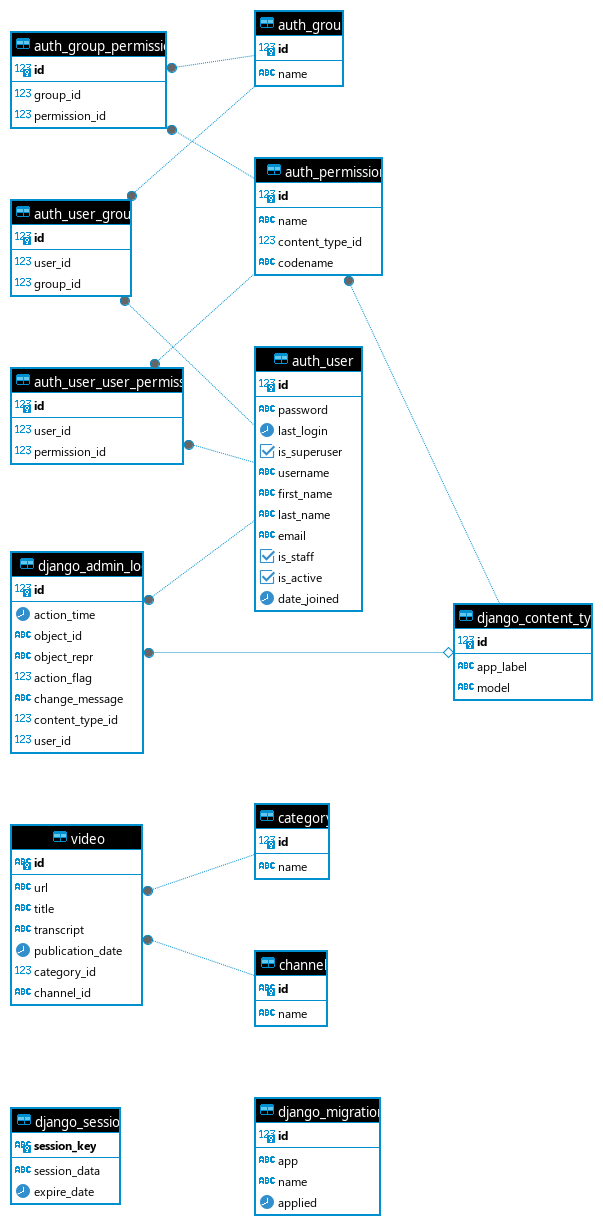 auth_group_permissi
123 id
123 group_id
123 permission_id
auth_grou
123 id
ABC name
auth_permission
123 id
ABC name
123 content_type_id
ABC codename
auth_user_grou
123 id
123 user_id
123 group_id
auth_user_user_permiss
123 id
123 user_id
123 permission_id
auth_user
123 id
ABC password
last_login
is_superuser
ABC username
ABC first_name
ABC last_name
ABC email
is_staff
is_active
date_joined
django_admin_lo
123 id
action_time
ABC object_id
ABC object_repr
123 action_flag
ABC change_message
123 content_type_id
123 user_id
django_content_ty
123 id
ABC app_label
ABC model
video
ABC id
ABC url
ABC title
ABC transcript
publication_date
123 category_id
ABC channel_id
category
123 id
ABC name
channel
ABC id
ABC name
django_sessio
ABC session_key
ABC session_data
expire_date
django_migration
123 id
ABC app
ABC name
applied